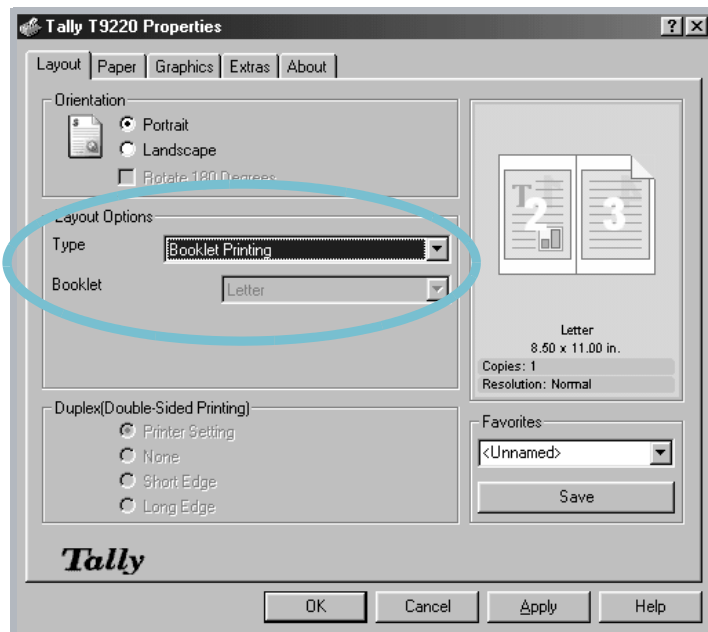 Tally T9220 Properties
Layout Paper Graphics Extras About
Orientation
Portrait
Landscape
Rotate 180 Degrees
Layout Options
Type Booklet Printing
Booklet Letter
Duplex(Double-Sided Printing)
Printer Setting
None
Short Edge
Long Edge
2 3
Letter
8.50 x 11.00 in.
Copies: 1
Resolution: Normal
Favorites
<Unnamed>
Save
Tally
OK Cancel Apply Help